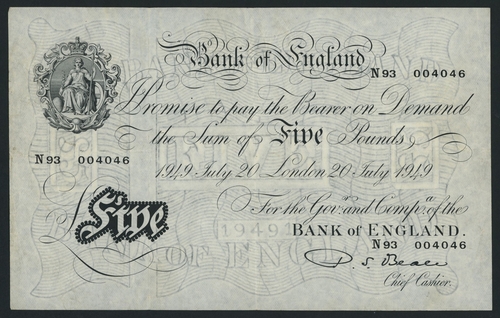 Bank of England
N93 004046
I Promise to pay the Bearer on Demand
the Sum of Five Pounds
N93 004046
1949 July 20 London 20 July 1949
For the Gov.r and Comp.a of the
BANK of ENGLAND.
£Five
N93 004046
P. S. Beale
Chief Cashier.